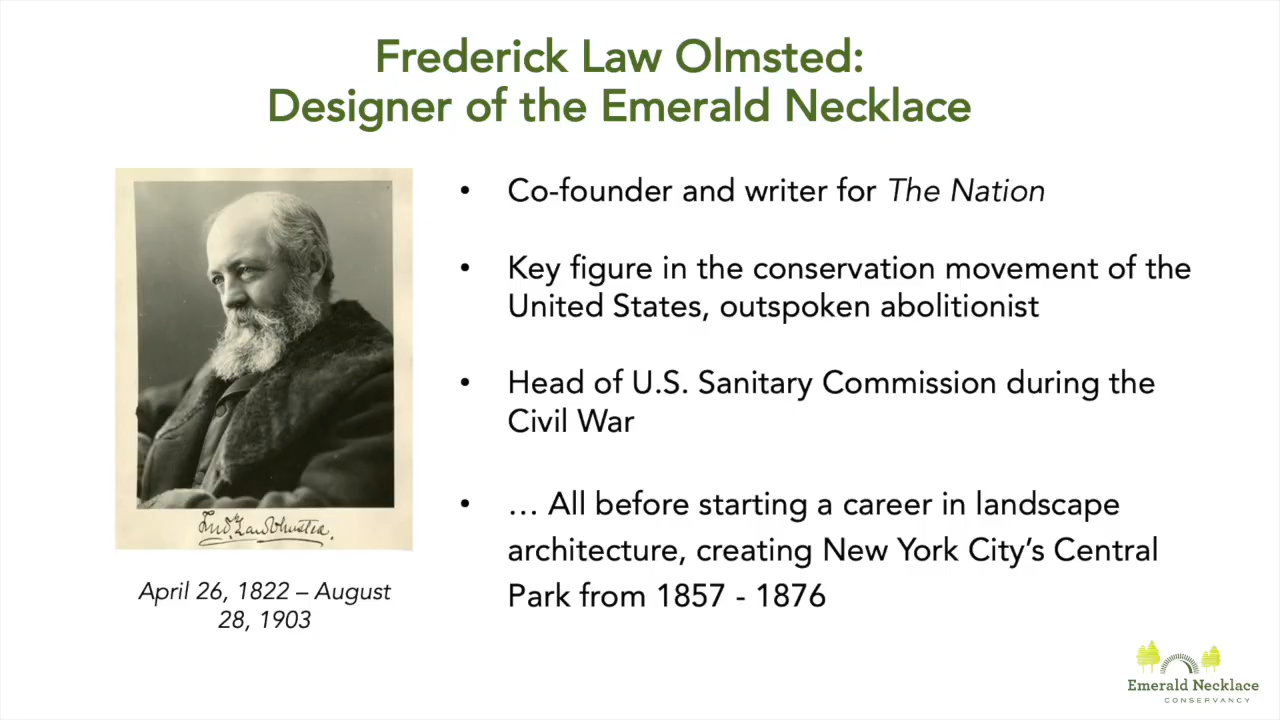 Frederick Law Olmsted:
Designer of the Emerald Necklace
• Co-founder and writer for The Nation
• Key figure in the conservation movement of the
United States, outspoken abolitionist
• Head of U.S. Sanitary Commission during the
Civil War
• … All before starting a career in landscape
architecture, creating New York City’s Central
Park from 1857 - 1876
Fredk Law Olmsted.
April 26, 1822 – August
28, 1903
Emerald Necklace
CONSERVANCY